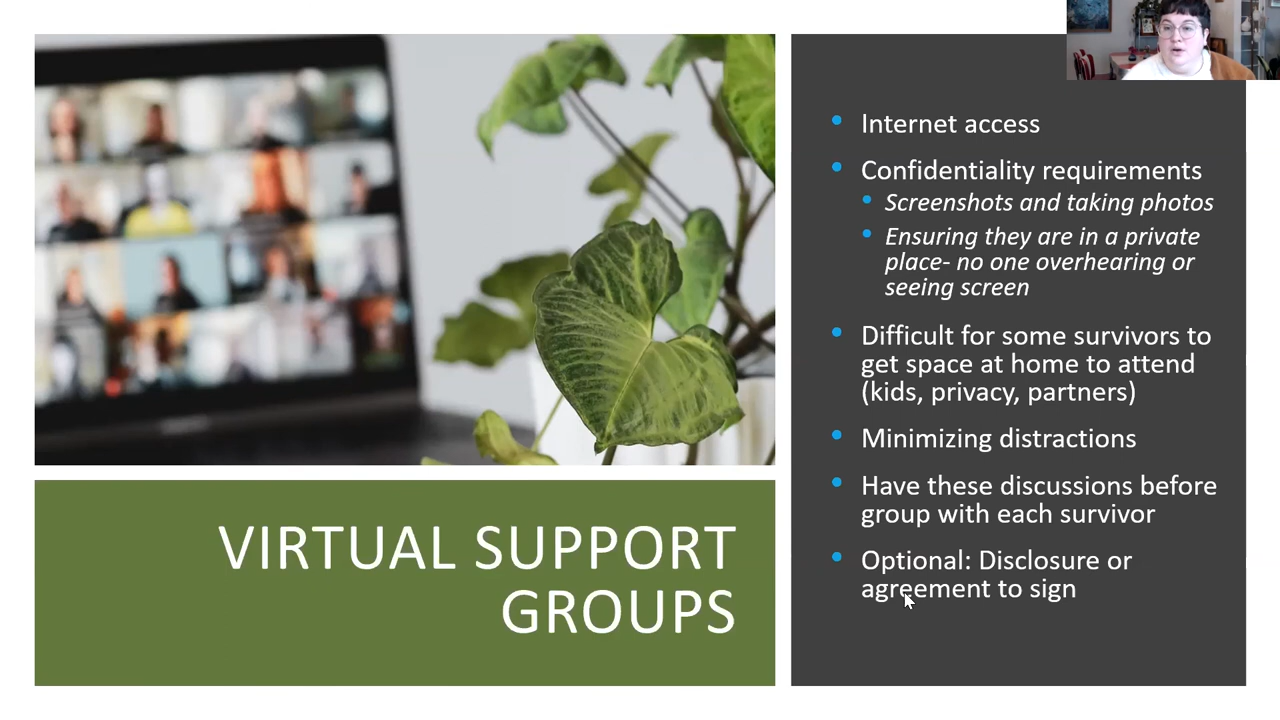 VIRTUAL SUPPORT
GROUPS
Internet access
Confidentiality requirements
Screenshots and taking photos
Ensuring they are in a private
place- no one overhearing or
seeing screen
Difficult for some survivors to
get space at home to attend
(kids, privacy, partners)
Minimizing distractions
Have these discussions before
group with each survivor
Optional: Disclosure or
agreement to sign